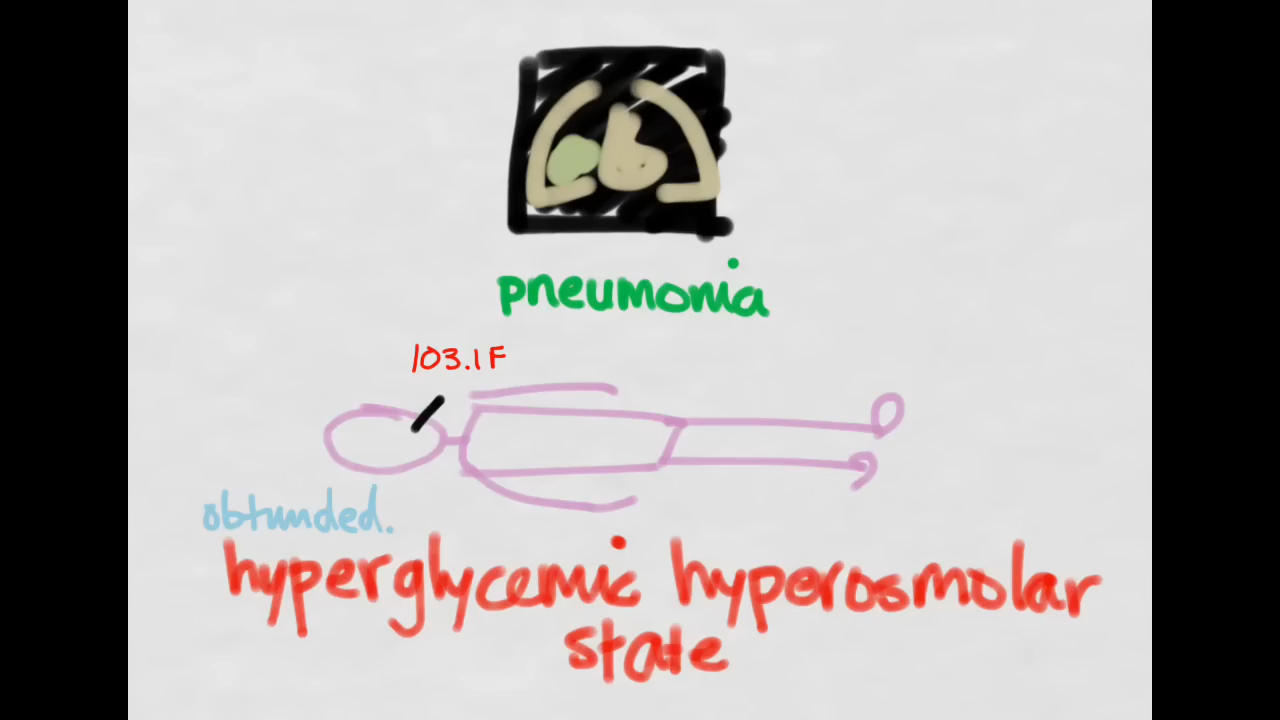 pneumonia
103.1F
obtunded.
hyperglycemic hyperosmolar
state